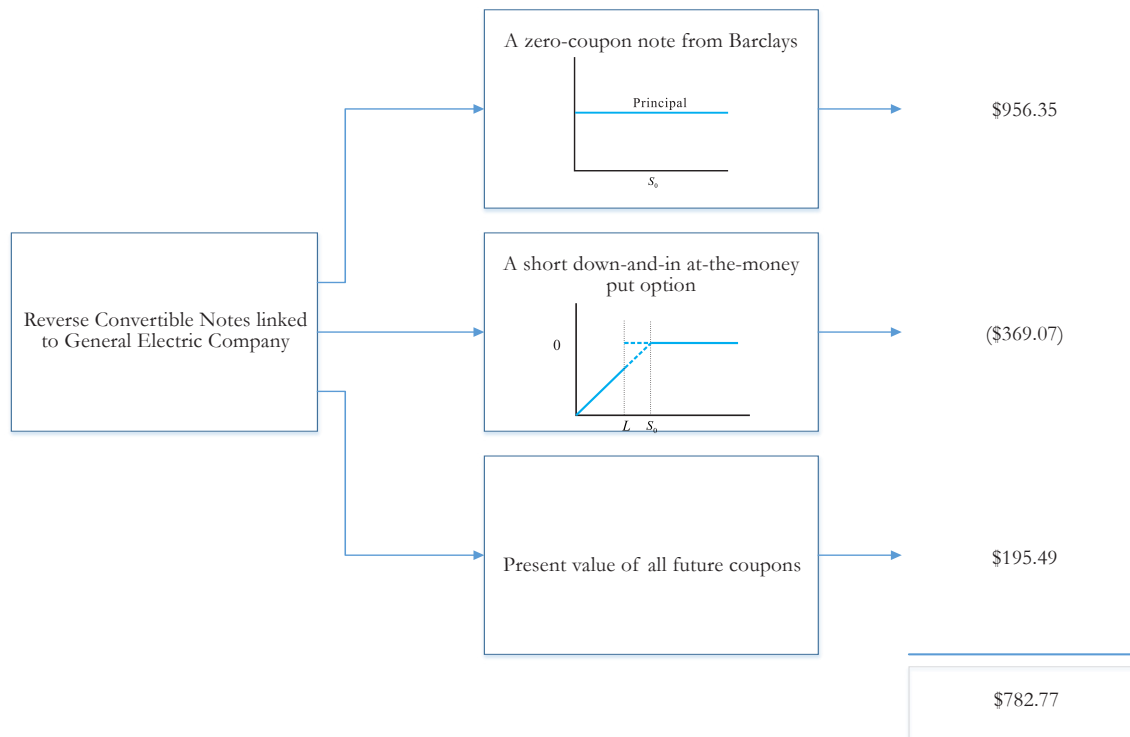 A zero-coupon note from Barclays
Principal
S₀
$956.35
Reverse Convertible Notes linked
to General Electric Company
A short down-and-in at-the-money
put option
0
L S₀
($369.07)
Present value of all future coupons
$195.49
$782.77